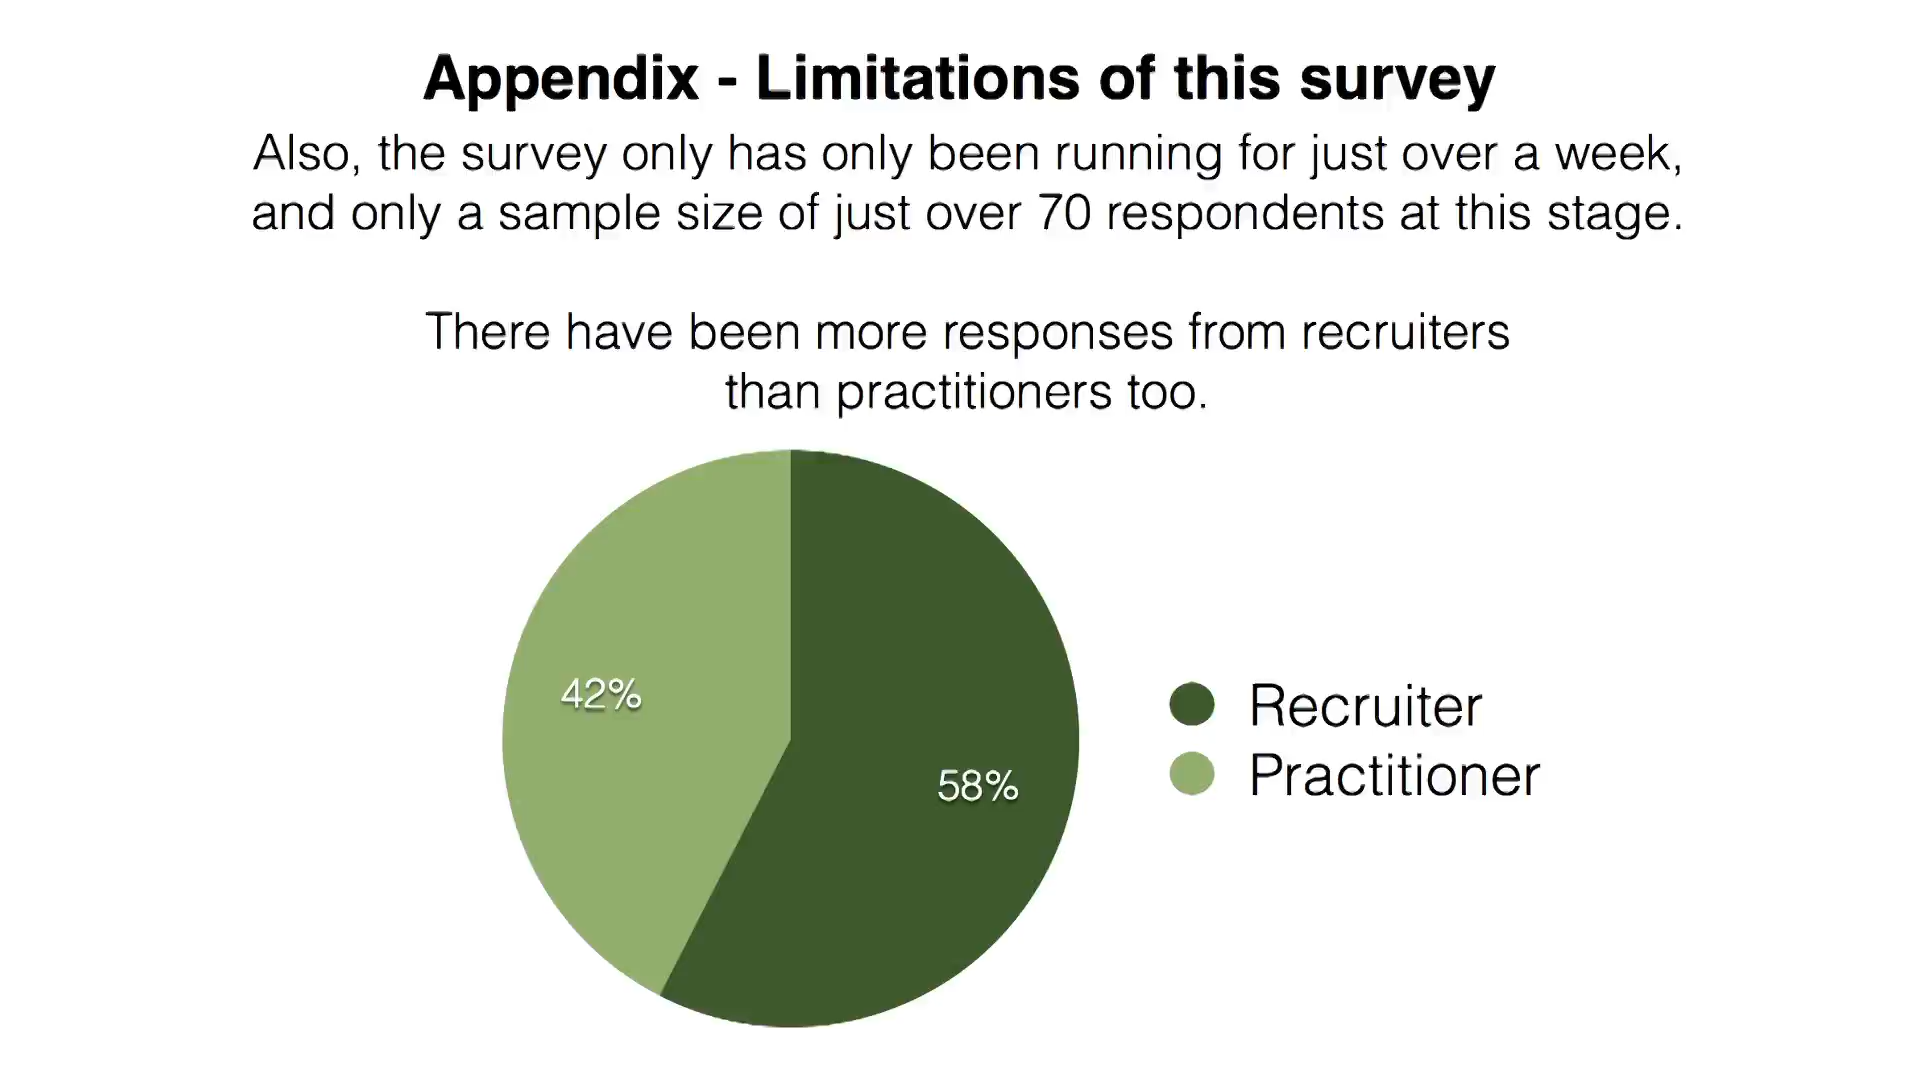 Appendix - Limitations of this survey
Also, the survey only has only been running for just over a week,
and only a sample size of just over 70 respondents at this stage.
There have been more responses from recruiters
than practitioners too.
42%
58%
Recruiter
Practitioner